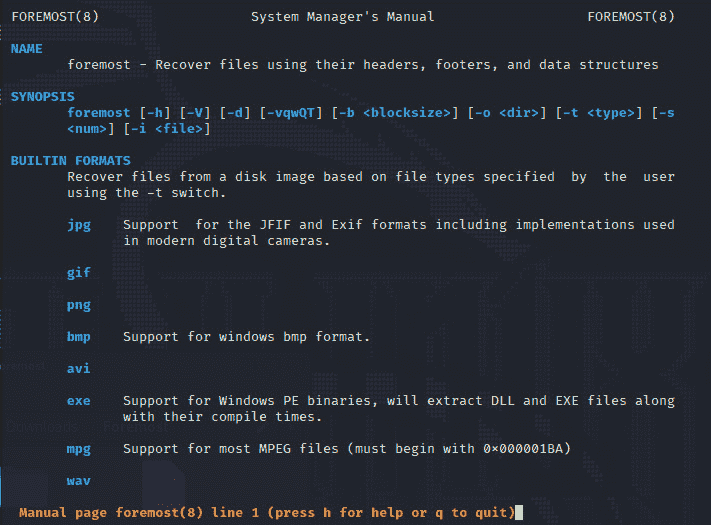 FOREMOST(8) System Manager's Manual FOREMOST(8)
NAME
foremost - Recover files using their headers, footers, and data structures
SYNOPSIS
foremost [-h] [-V] [-d] [-vqwQT] [-b <blocksize>] [-o <dir>] [-t <type>] [-s
<num>] [-i <file>]
BUILTIN FORMATS
Recover files from a disk image based on file types specified by the user
using the -t switch.
jpg Support for the JFIF and Exif formats including implementations used
in modern digital cameras.
gif
png
bmp Support for windows bmp format.
avi
exe Support for Windows PE binaries, will extract DLL and EXE files along
with their compile times.
mpg Support for most MPEG files (must begin with 0×000001BA)
Downloads Foremost
wav
Manual page foremost(8) line 1 (press h for help or q to quit)